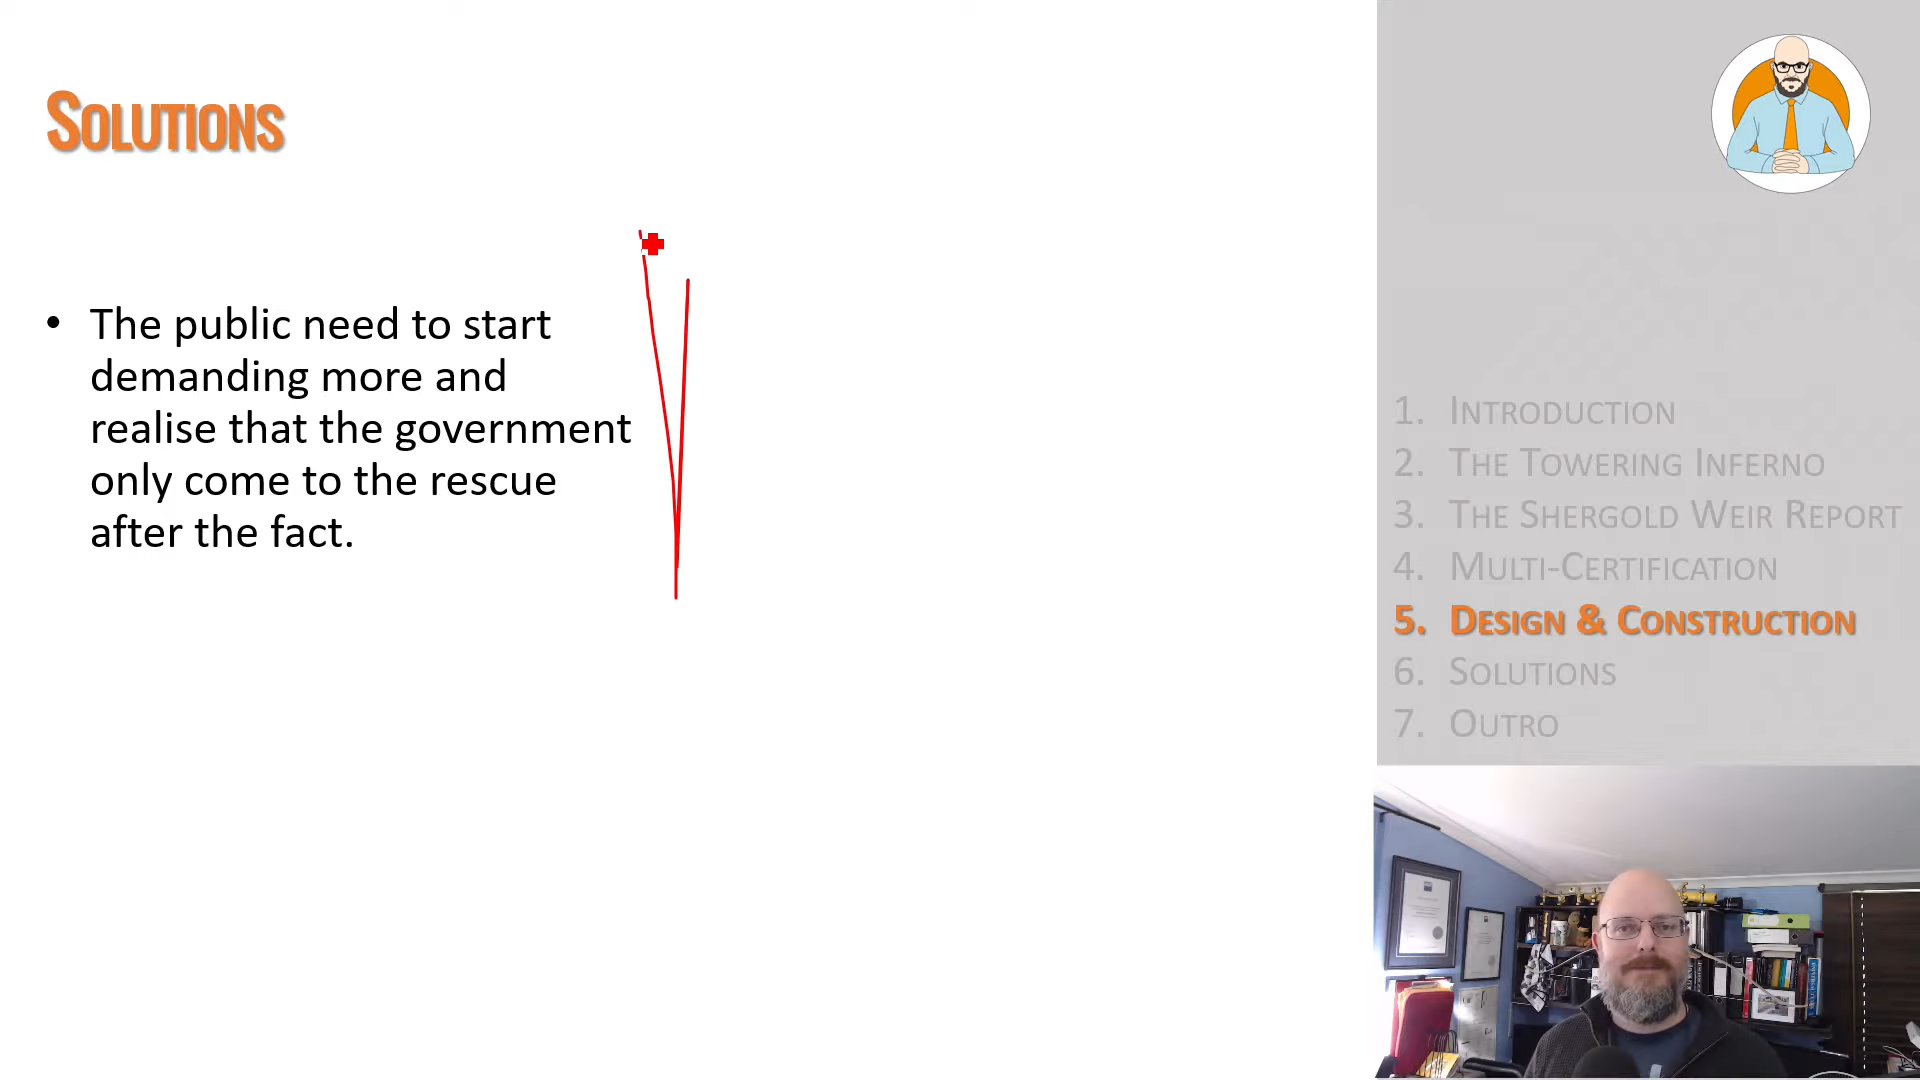 SOLUTIONS
• The public need to start
demanding more and
realise that the government
only come to the rescue
after the fact.
1. INTRODUCTION
2. THE TOWERING INFERNO
3. THE SHERGOLD WEIR REPORT
4. MULTI-CERTIFICATION
5. DESIGN & CONSTRUCTION
6. SOLUTIONS
7. OUTRO